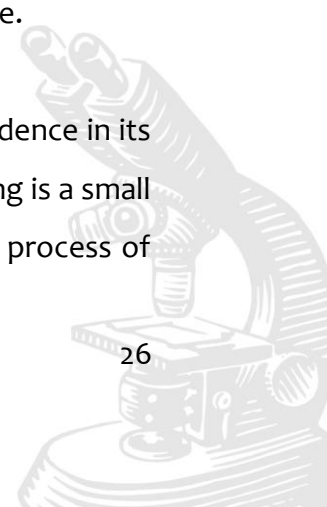 e.
dence in its
ng is a small
process of
26